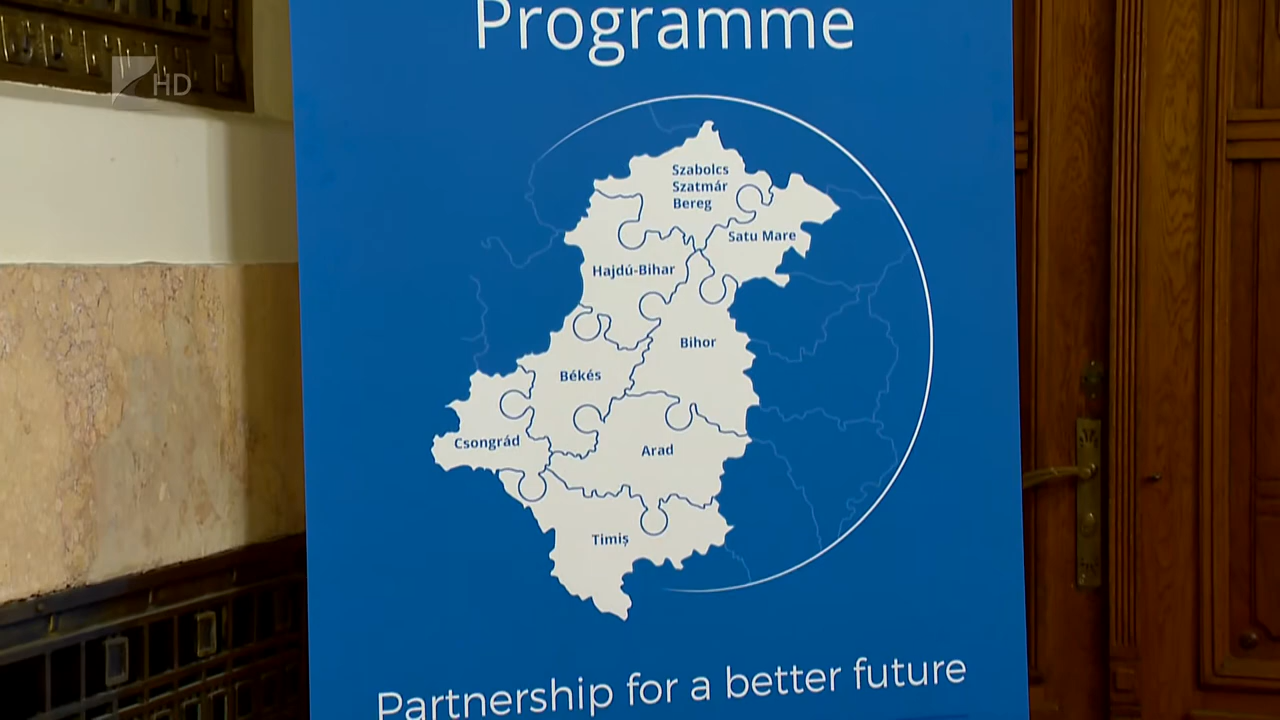 Programme
HD
Szabolcs
Szatmár
Bereg
Satu Mare
Hajdú-Bihar
Bihor
Békés
Csongrád
Arad
Timiș
Partnership for a better future